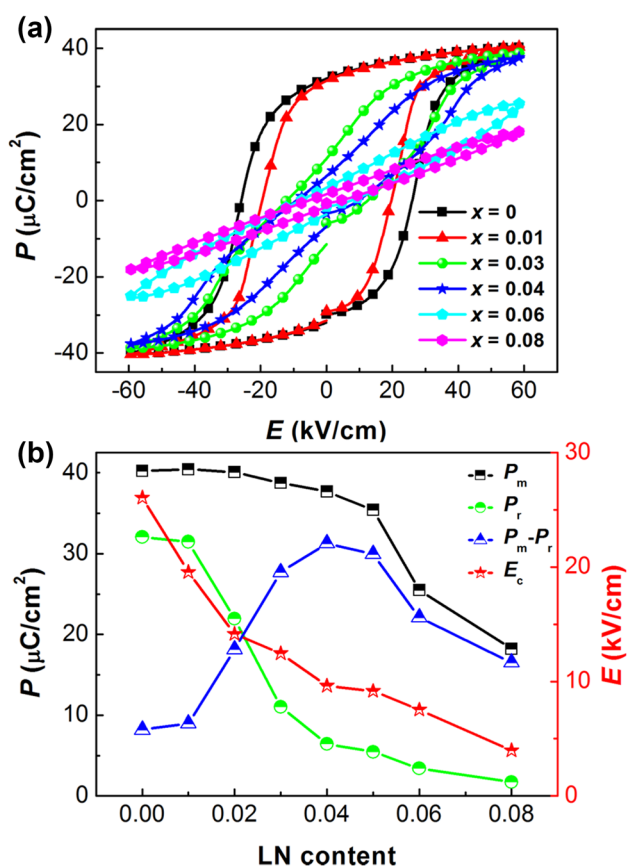 (a)
40
20
0
-20
-40
P (μC/cm²)
x = 0
x = 0.01
x = 0.03
x = 0.04
x = 0.06
x = 0.08
-60 -40 -20 0 20 40 60
E (kV/cm)
(b)
40
30
20
10
0
P (μC/cm²)
Pm
Pr
Pm-Pr
Ec
30
20
10
0
E (kV/cm)
0.00 0.02 0.04 0.06 0.08
LN content